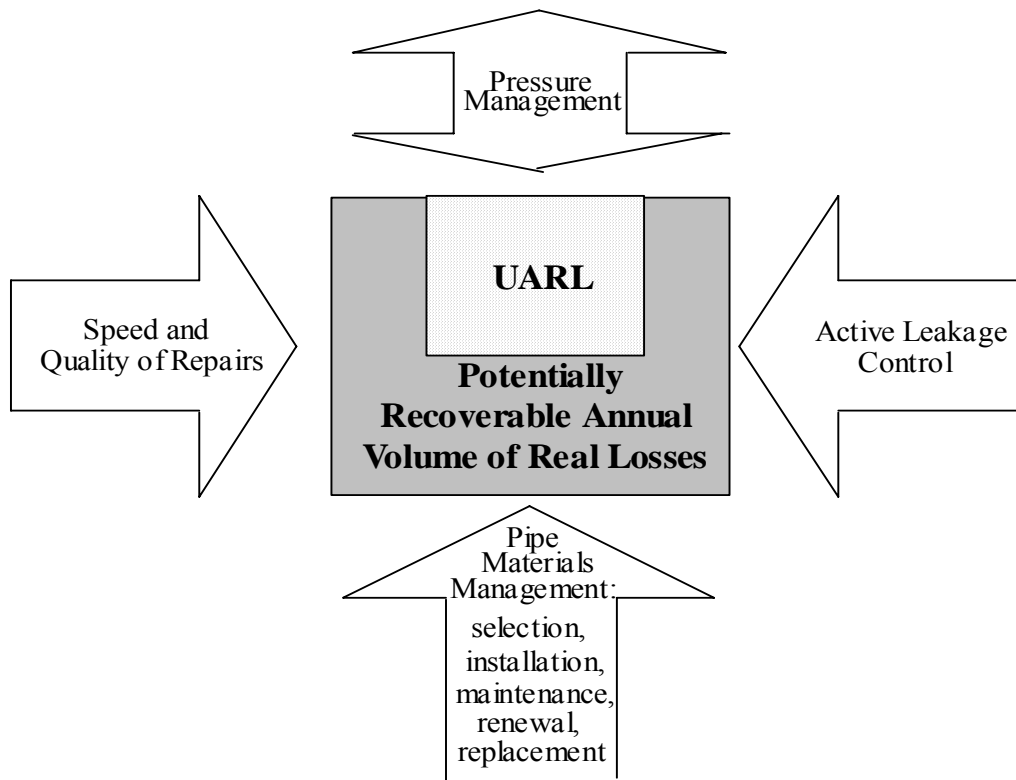 Pressure
Management
UARL
Speed and
Quality of Repairs
Active Leakage
Control
Potentially
Recoverable Annual
Volume of Real Losses
Pipe
Materials
Management:
selection,
installation,
maintenance,
renewal,
replacement